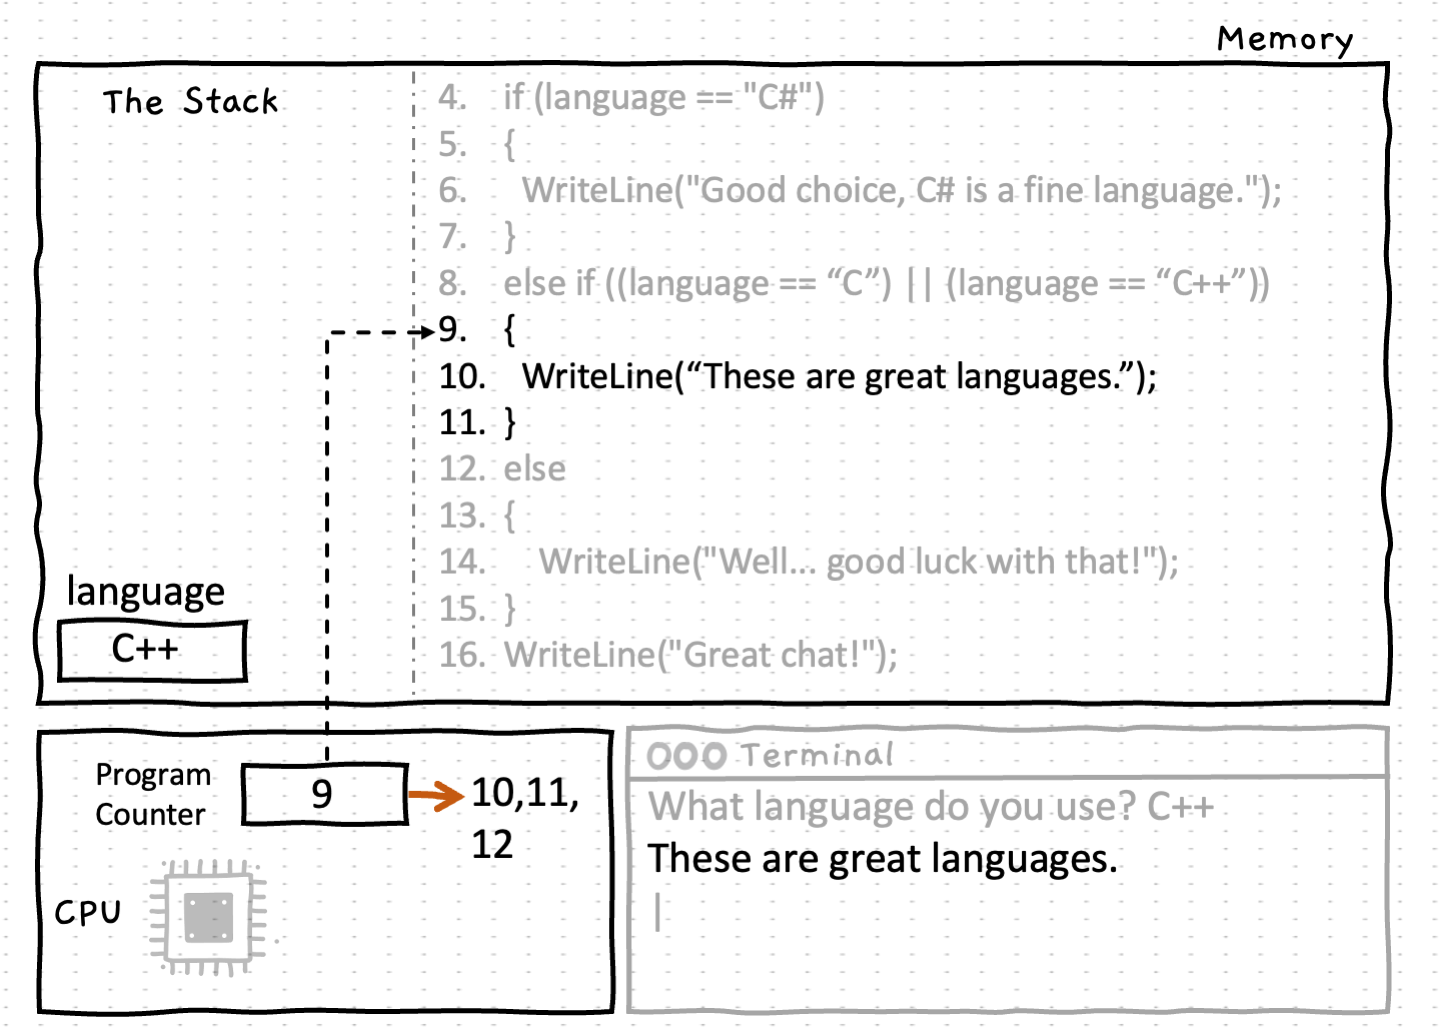 Memory
The Stack
4. if (language == "C#")
5. {
6. WriteLine("Good choice, C# is a fine language.");
7. }
8. else if ((language == “C”) || (language == “C++”))
9. {
10. WriteLine(“These are great languages.”);
11. }
12. else
13. {
14. WriteLine("Well... good luck with that!");
15. }
16. WriteLine("Great chat!");
language
C++
Program
Counter
9
10,11,
12
CPU
Terminal
What language do you use? C++
These are great languages.